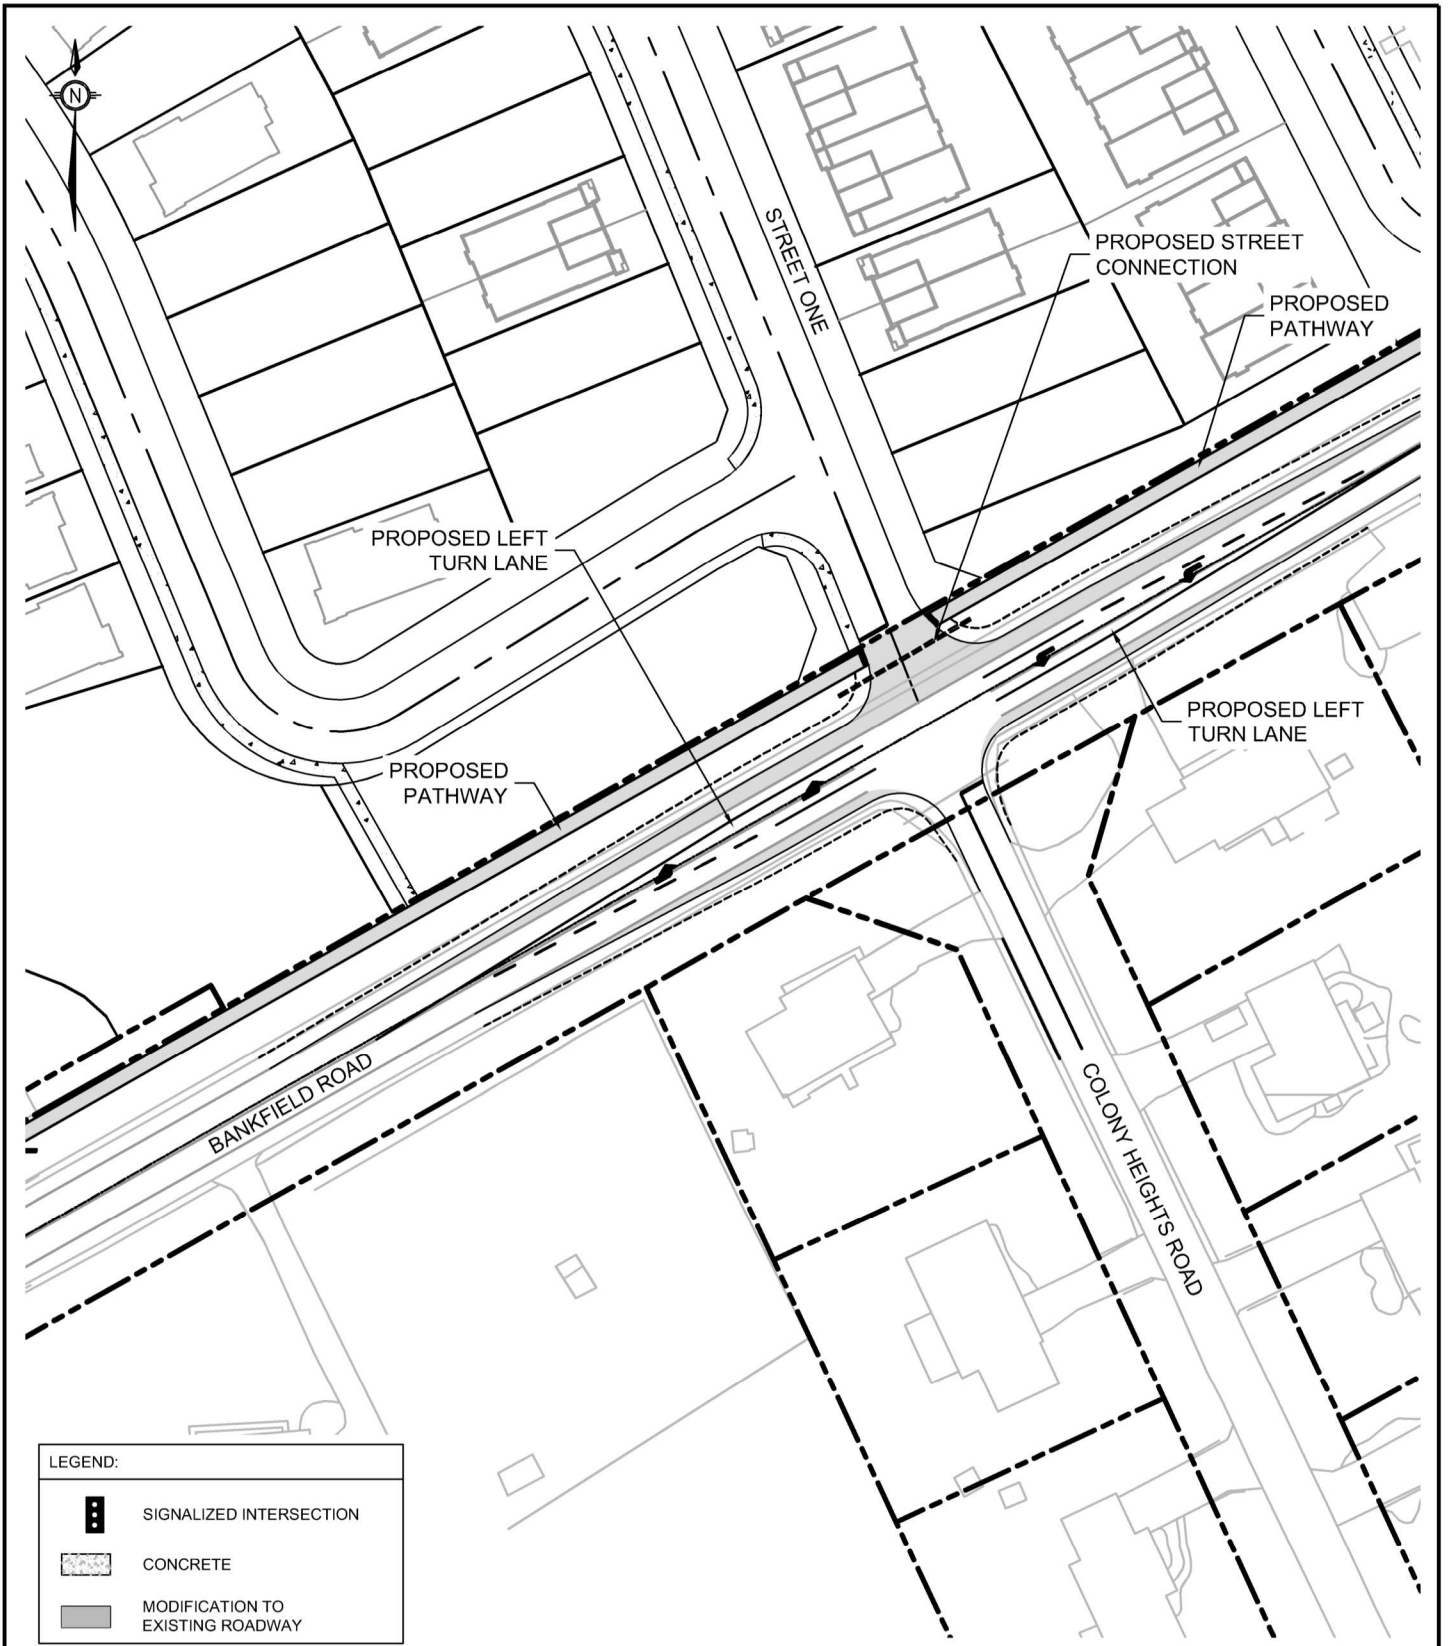 N
STREET ONE
PROPOSED STREET
CONNECTION
PROPOSED
PATHWAY
PROPOSED LEFT
TURN LANE
PROPOSED LEFT
TURN LANE
PROPOSED
PATHWAY
BANKFIELD ROAD
COLONY HEIGHTS ROAD
LEGEND:
SIGNALIZED INTERSECTION
CONCRETE
MODIFICATION TO
EXISTING ROADWAY